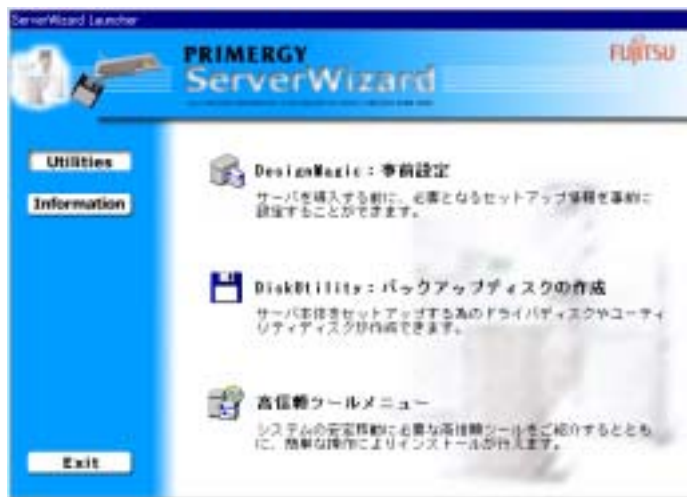 ServerWizard Launcher
PRIMERGY
ServerWizard
FUJITSU
Utilities
Information
Exit
DesignMagic：事前設定
サーバを導入する前に、必要となるセットアップ情報を事前に
設定することができます。
DiskUtility：バックアップディスクの作成
サーバ本体をセットアップする為のドライバディスクやユーティ
リティディスクが作成できます。
高信頼ツールメニュー
システムの安定稼動に必要な高信頼ツールをご紹介するととも
に、簡単な操作によりインストールが行えます。